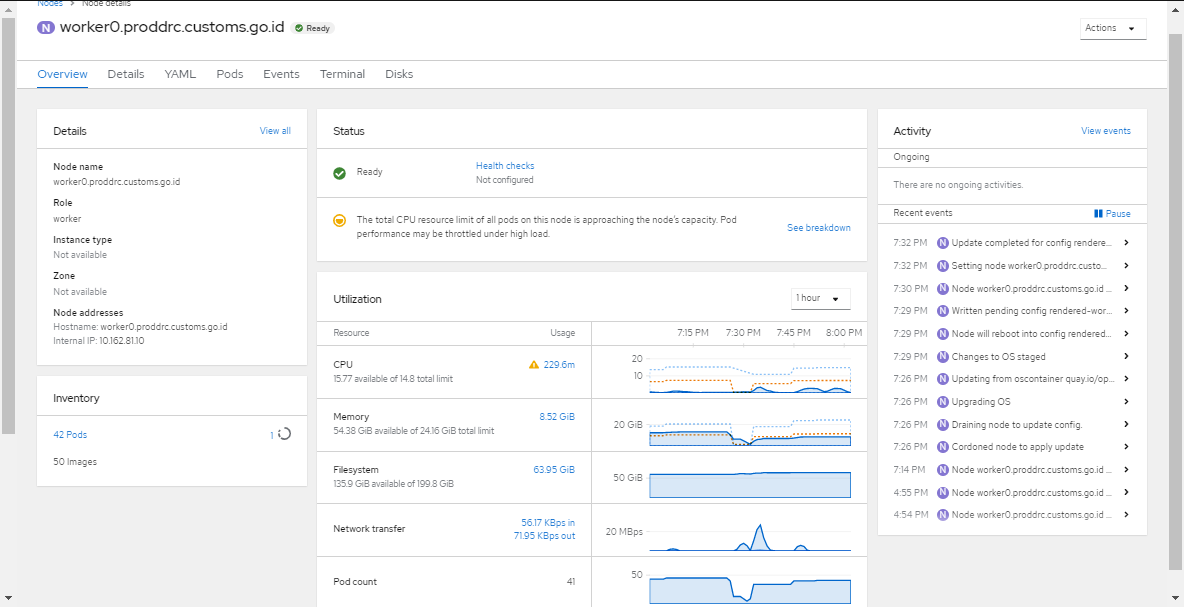 Nodes > Node details
N worker0.proddrc.customs.go.id Ready
Actions
Overview Details YAML Pods Events Terminal Disks
Details View all
Node name
worker0.proddrc.customs.go.id
Role
worker
Instance type
Not available
Zone
Not available
Node addresses
Hostname: worker0.proddrc.customs.go.id
Internal IP: 10.162.81.10
Inventory
42 Pods 1
50 Images
Status
Ready
Health checks
Not configured
The total CPU resource limit of all pods on this node is approaching the node's capacity. Pod
performance may be throttled under high load.
See breakdown
Utilization 1 hour
Resource Usage 7:15 PM 7:30 PM 7:45 PM 8:00 PM
CPU 229.6m
15.77 available of 14.8 total limit
20
10
Memory 8.52 GiB
54.38 GiB available of 24.16 GiB total limit
20 GiB
Filesystem 63.95 GiB
135.9 GiB available of 199.8 GiB
50 GiB
Network transfer
56.17 KBps in
71.95 KBps out
20 MBps
Pod count 41
50
Activity View events
Ongoing
There are no ongoing activities.
Recent events Pause
7:32 PM N Update completed for config rendere...
7:32 PM N Setting node worker0.proddrc.custo...
7:30 PM N Node worker0.proddrc.customs.go.id ...
7:29 PM N Written pending config rendered-wor...
7:29 PM N Node will reboot into config rendered...
7:29 PM N Changes to OS staged
7:26 PM N Updating from oscontainer quay.io/op...
7:26 PM N Upgrading OS
7:26 PM N Draining node to update config.
7:26 PM N Cordoned node to apply update
7:14 PM N Node worker0.proddrc.customs.go.id ...
4:55 PM N Node worker0.proddrc.customs.go.id ...
4:54 PM N Node worker0.proddrc.customs.go.id ...